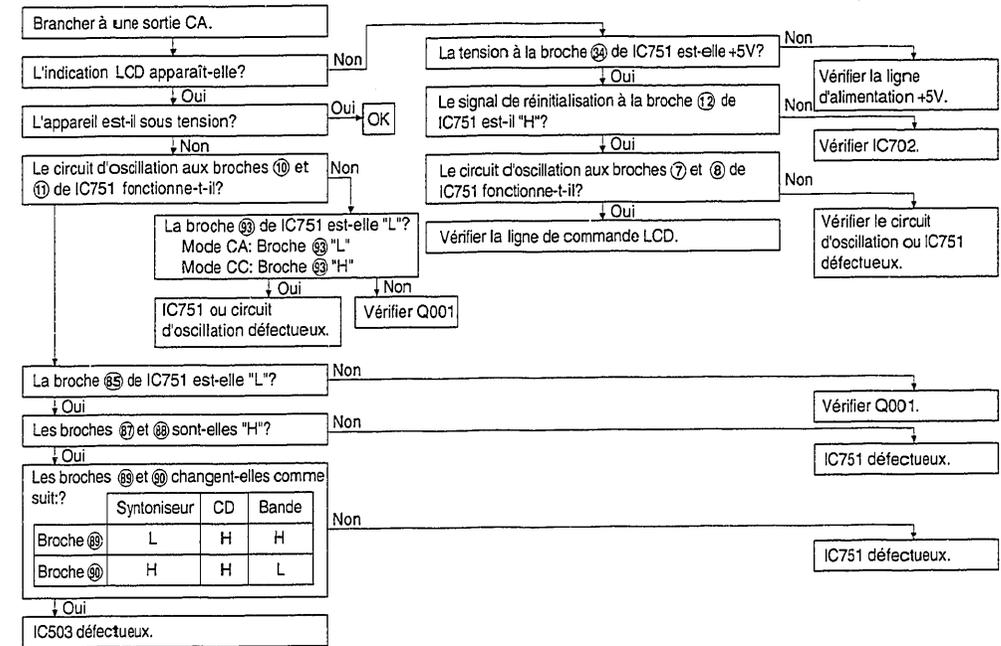 Brancher à une sortie CA.
L'indication LCD apparaît-elle?
Non
Oui
L'appareil est-il sous tension?
Oui
OK
Non
Le circuit d'oscillation aux broches ⑩ et
⑪ de IC751 fonctionne-t-il?
Non
La broche 93 de IC751 est-elle "L"?
Mode CA: Broche 93 "L"
Mode CC: Broche 93 "H"
Oui
Non
IC751 ou circuit
d'oscillation défectueux.
Vérifier Q001.
La tension à la broche ㉞ de IC751 est-elle +5V?
Non
Vérifier la ligne
d'alimentation +5V.
Oui
Le signal de réinitialisation à la broche ⑫ de
IC751 est-il "H"?
Non
Vérifier IC702.
Oui
Le circuit d'oscillation aux broches ⑦ et ⑧ de
IC751 fonctionne-t-il?
Non
Vérifier le circuit
d'oscillation ou IC751
défectueux.
Oui
Vérifier la ligne de commande LCD.
La broche 85 de IC751 est-elle "L"?
Non
Vérifier Q001.
Oui
Les broches 87 et 88 sont-elles "H"?
Non
IC751 défectueux.
Oui
Les broches 89 et 90 changent-elles comme
suit:?
Syntoniseur CD Bande
Broche 89 L H H
Broche 90 H H L
Non
IC751 défectueux.
Oui
IC503 défectueux.